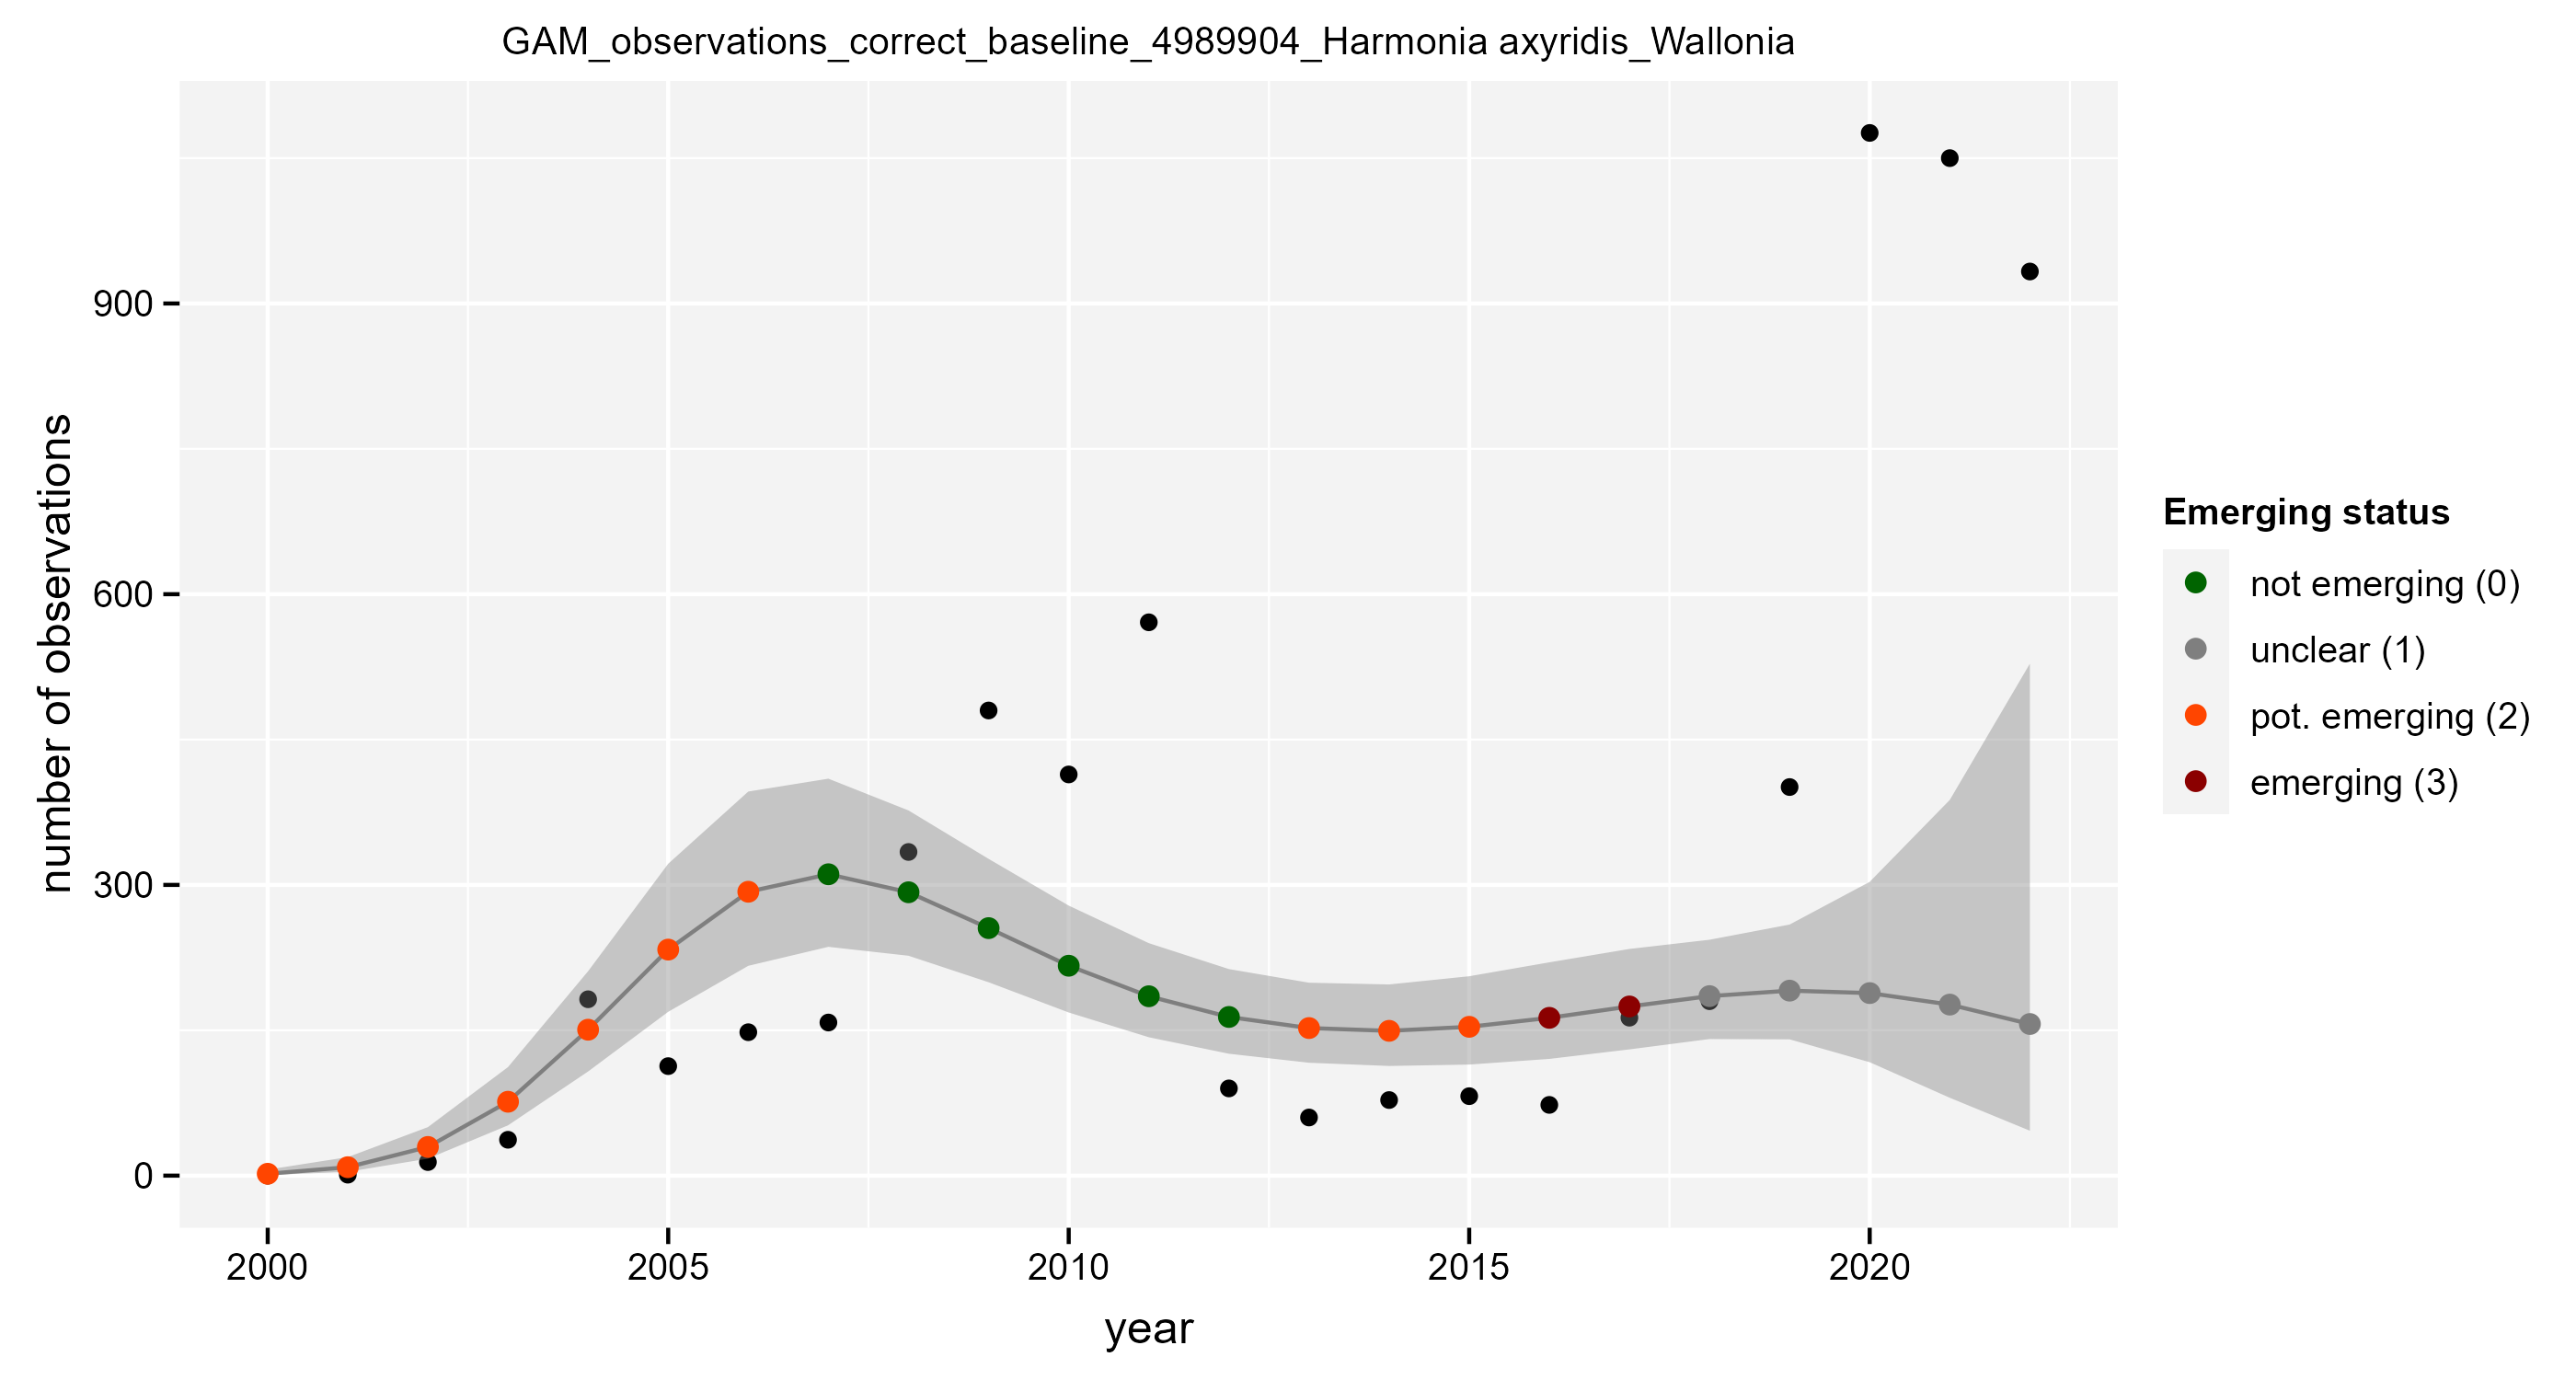 GAM_observations_correct_baseline_4989904_Harmonia axyridis_Wallonia
number of observations
900
600
300
0
2000 2005 2010 2015 2020
year
Emerging status
not emerging (0)
unclear (1)
pot. emerging (2)
emerging (3)